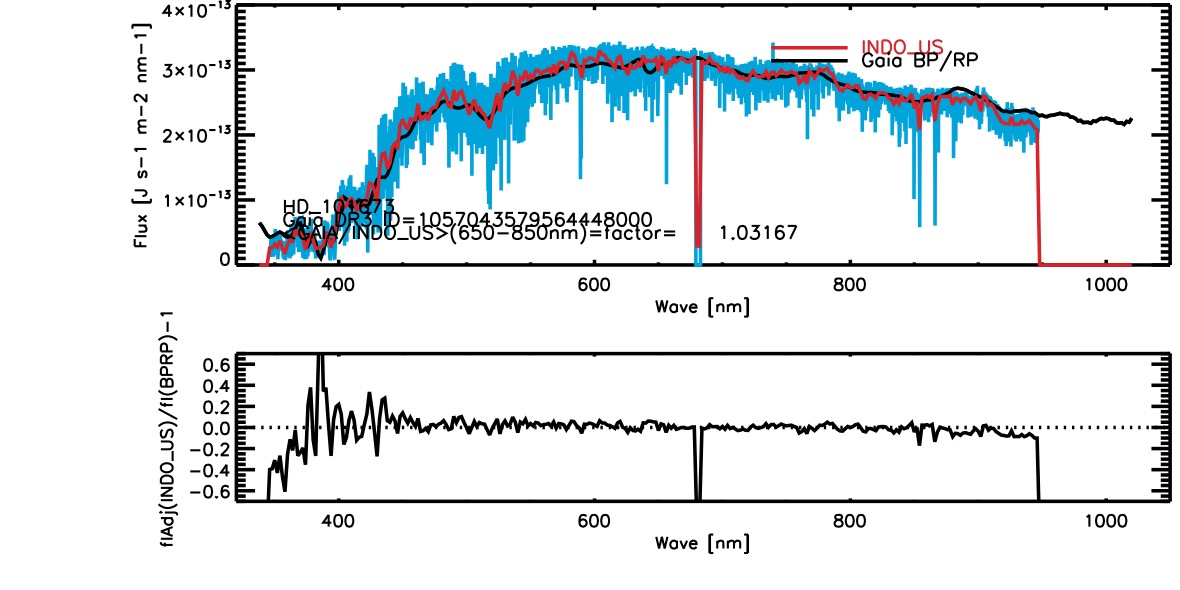 4×10−13
3×10−13
2×10−13
1×10−13
0
Flux [J s−1 m−2 nm−1]
INDO_US
Gaia BP/RP
Gaia DR3 ID=1057043579564448000
GAIA/INDO_US>(650−850nm)=factor= 1.03167
400 600 800 1000
Wave [nm]
flAdj(INDO_US)/fl(BPRP)−1
0.6
0.4
0.2
0.0
−0.2
−0.4
−0.6
400 600 800 1000
Wave [nm]